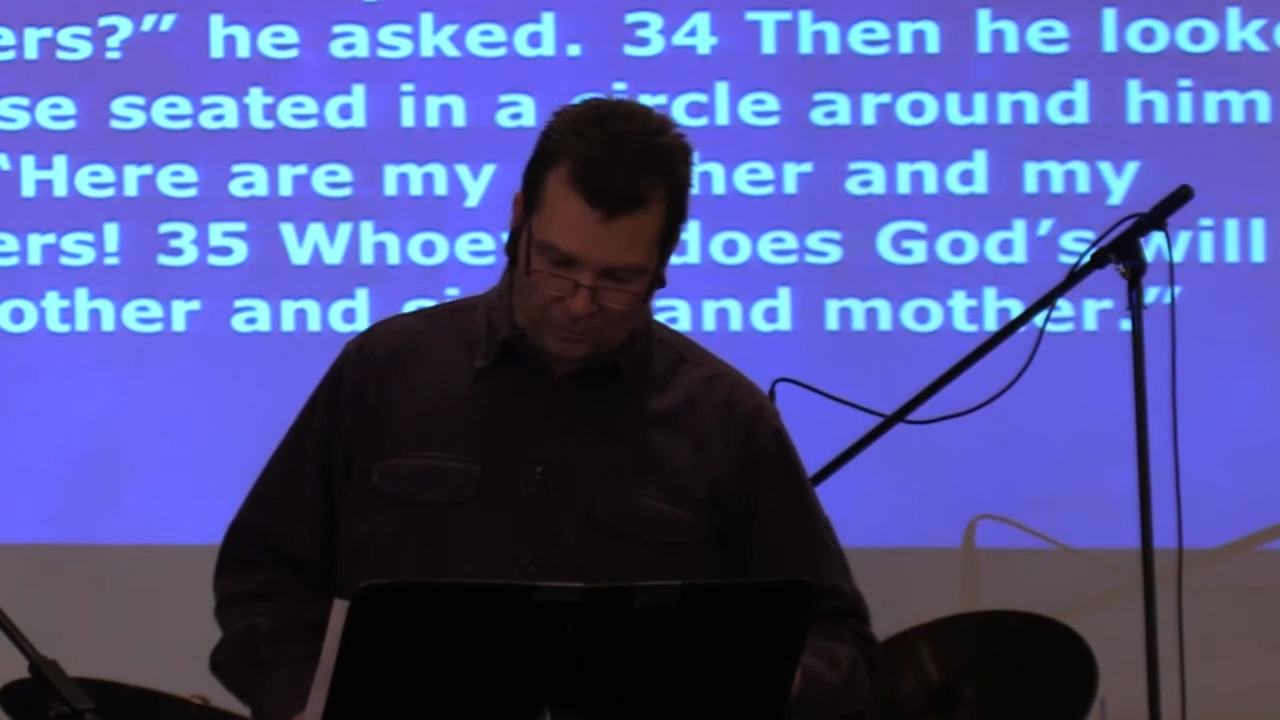 ers?” he asked. 34 Then he looke
se seated in a circle around him
“Here are my her and my
ers! 35 Whoe does God’s will
other and si and mother.”